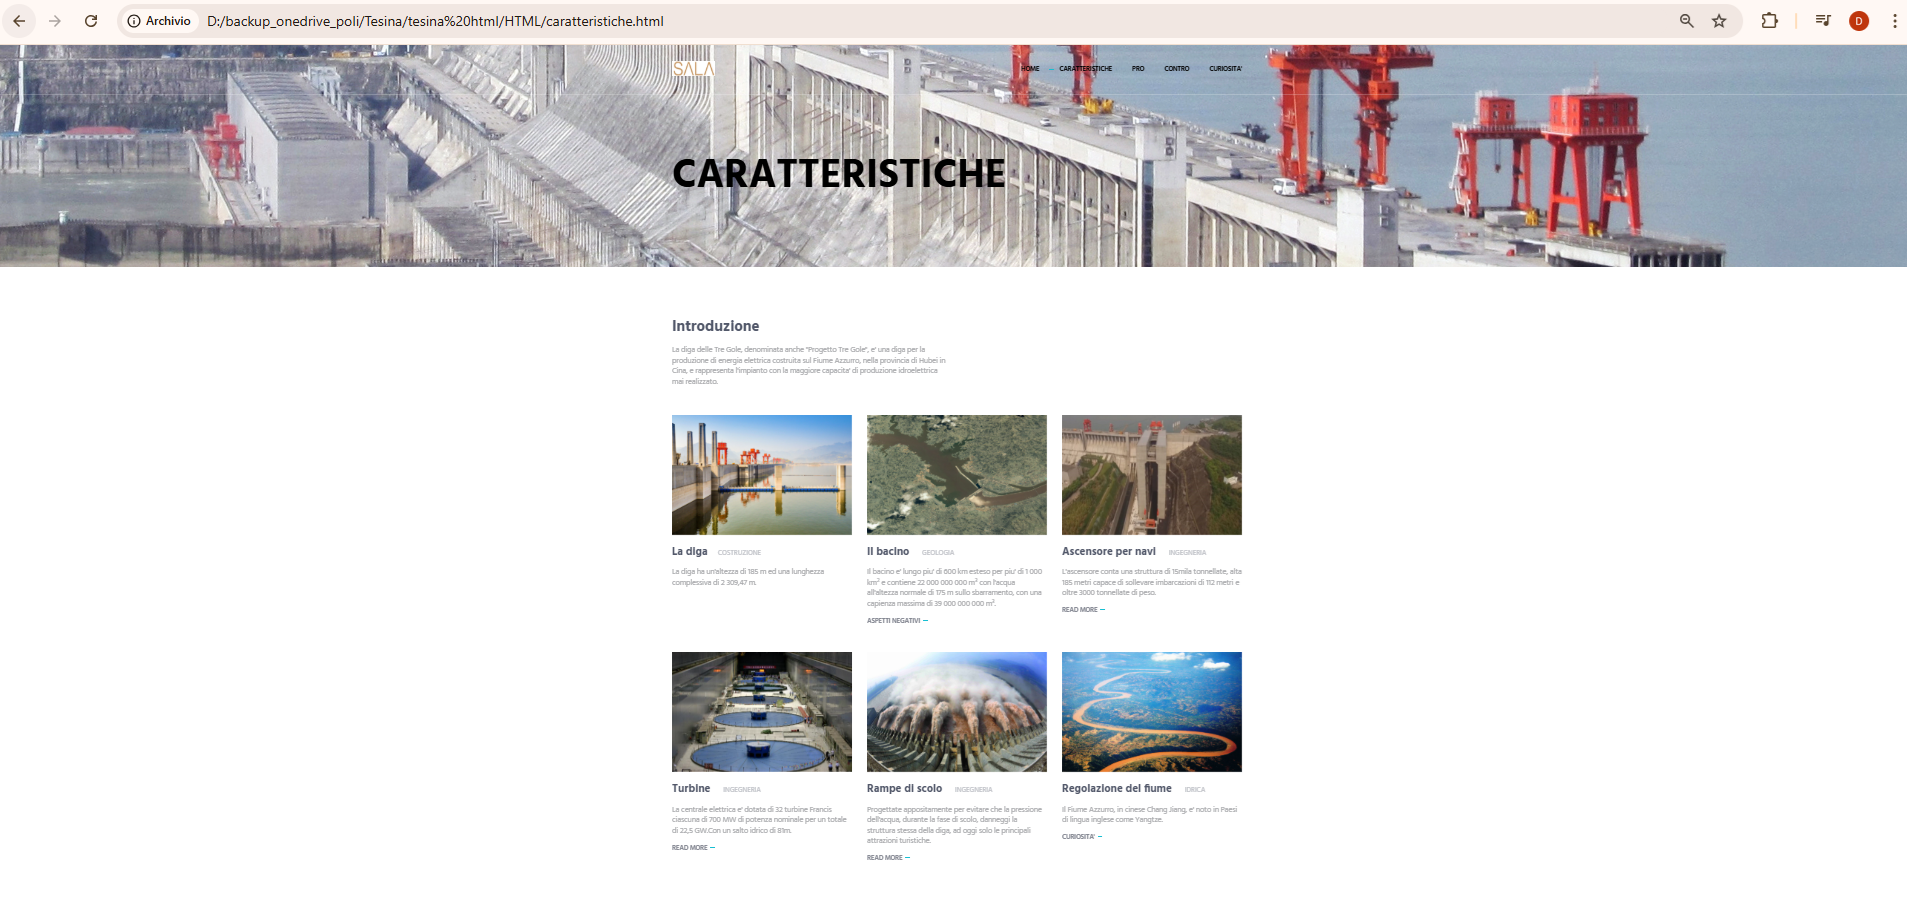 Archivio
D:/backup_onedrive_poli/Tesina/tesina%20html/HTML/caratteristiche.html
D
SALA
HOME
CARATTERISTICHE
PRO
CONTRO
CURIOSITA'
CARATTERISTICHE
Introduzione
La diga delle Tre Gole, denominata anche "Progetto Tre Gole", e' una diga per la
produzione di energia elettrica costruita sul Fiume Azzurro, nella provincia di Hubei in
Cina, e rappresenta l'impianto con la maggiore capacita' di produzione idroelettrica
mai realizzato.
La diga COSTRUZIONE
La diga ha un'altezza di 185 m ed una lunghezza
complessiva di 2 309,47 m.
Il bacino GEOLOGIA
Il bacino e' lungo piu' di 600 km esteso per piu' di 1 000
km² e contiene 22 000 000 000 m³ con l'acqua
all'altezza normale di 175 m sullo sbarramento, con una
capienza massima di 39 000 000 000 m³.
ASPETTI NEGATIVI —
Ascensore per navi INGEGNERIA
L'ascensore conta una struttura di 15mila tonnellate, alta
185 metri capace di sollevare imbarcazioni di 112 metri e
oltre 3000 tonnellate di peso.
READ MORE —
Turbine INGEGNERIA
La centrale elettrica e' dotata di 32 turbine Francis
ciascuna di 700 MW di potenza nominale per un totale
di 22,5 GW.Con un salto idrico di 81m.
READ MORE —
Rampe di scolo INGEGNERIA
Progettate appositamente per evitare che la pressione
dell'acqua, durante la fase di scolo, danneggi la
struttura stessa della diga, ad oggi solo le principali
attrazioni turistiche.
READ MORE —
Regolazione del fiume IDRICA
Il Fiume Azzurro, in cinese Chang Jiang, e' noto in Paesi
di lingua inglese come Yangtze.
CURIOSITA' —